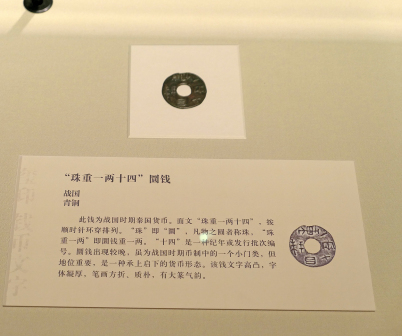 “珠重一两十四”圜钱
战国
青铜
此钱为战国时期秦国货币。面文“珠重一两十四”，按
顺时针环穿排列。“珠”即“圜”，凡物之圆者称珠，“珠
重一两”即圜钱重一两。“十四”是一种纪年或发行批次编
号。圜钱出现较晚，虽为战国时期币制中的一个小门类，但
地位重要，是一种承上启下的货币形态。该钱文字高凸，字
体凝厚，笔画方折、质朴，有大篆气韵。